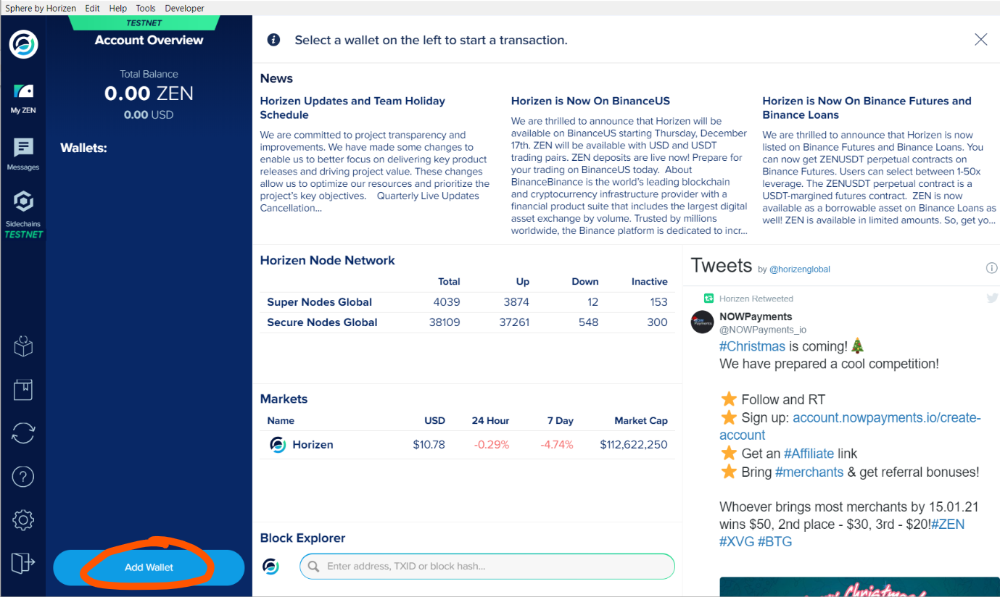 Sphere by Horizen Edit Help Tools Developer
TESTNET
Account Overview
Total Balance
0.00 ZEN
0.00 USD
Wallets:
My ZEN
Messages
Sidechains
TESTNET
Add Wallet
Select a wallet on the left to start a transaction.
News
Horizen Updates and Team Holiday
Schedule
We are committed to project transparency and
improvements. We have made some changes to
enable us to better focus on delivering key product
releases and driving project value. These changes
allow us to optimize our resources and prioritize the
project's key objectives. Quarterly Live Updates
Cancellation...
Horizen is Now On BinanceUS
We are thrilled to announce that Horizen will be
available on BinanceUS starting Thursday, December
17th. ZEN will be available with USD and USDT
trading pairs. ZEN deposits are live now! Prepare for
your trading on BinanceUS today. About
BinanceBinance is the world's leading blockchain
and cryptocurrency infrastructure provider with a
financial product suite that includes the largest digital
asset exchange by volume. Trusted by millions
worldwide, the Binance platform is dedicated to incr...
Horizen is Now On Binance Futures and
Binance Loans
We are thrilled to announce that Horizen is now
listed on Binance Futures and Binance Loans. You
can now get ZENUSDT perpetual contracts on
Binance Futures. Users can select between 1-50x
leverage. The ZENUSDT perpetual contract is a
USDT-margined futures contract. ZEN is now
available as a borrowable asset on Binance Loans as
well! ZEN is available in limited amounts. So, get yo...
Horizen Node Network
Total Up Down Inactive
Super Nodes Global 4039 3874 12 153
Secure Nodes Global 38109 37261 548 300
Markets
Name USD 24 Hour 7 Day Market Cap
Horizen $10.78 -0.29% -4.74% $112,622,250
Block Explorer
Enter address, TXID or block hash...
Tweets by @horizenglobal
Horizen Retweeted
NOWPayments
@NOWPayments_io
#Christmas is coming!🎄
We have prepared a cool competition!
⭐ Follow and RT
⭐ Sign up: account.nowpayments.io/create-
account
⭐ Get an #Affiliate link
⭐ Bring #merchants & get referral bonuses!
Whoever brings most merchants by 15.01.21
wins $50, 2nd place - $30, 3rd - $20!#ZEN
#XVG #BTG